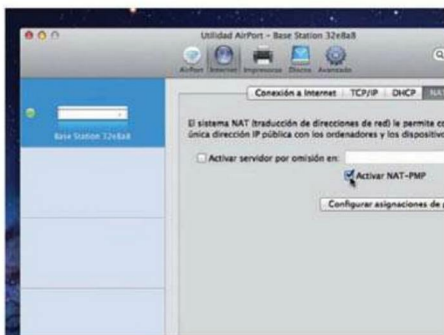 Utilidad AirPort - Base Station 32e8a8
AirPort Internet Impresoras Discos Avanzado
Conexión a Internet TCP/IP DHCP NAT
Base Station 32e8a8
El sistema NAT (traducción de direcciones de red) le permite co
única dirección IP pública con los ordenadores y los dispositivo
Activar servidor por omisión en:
Activar NAT-PMP
Configurar asignaciones de p